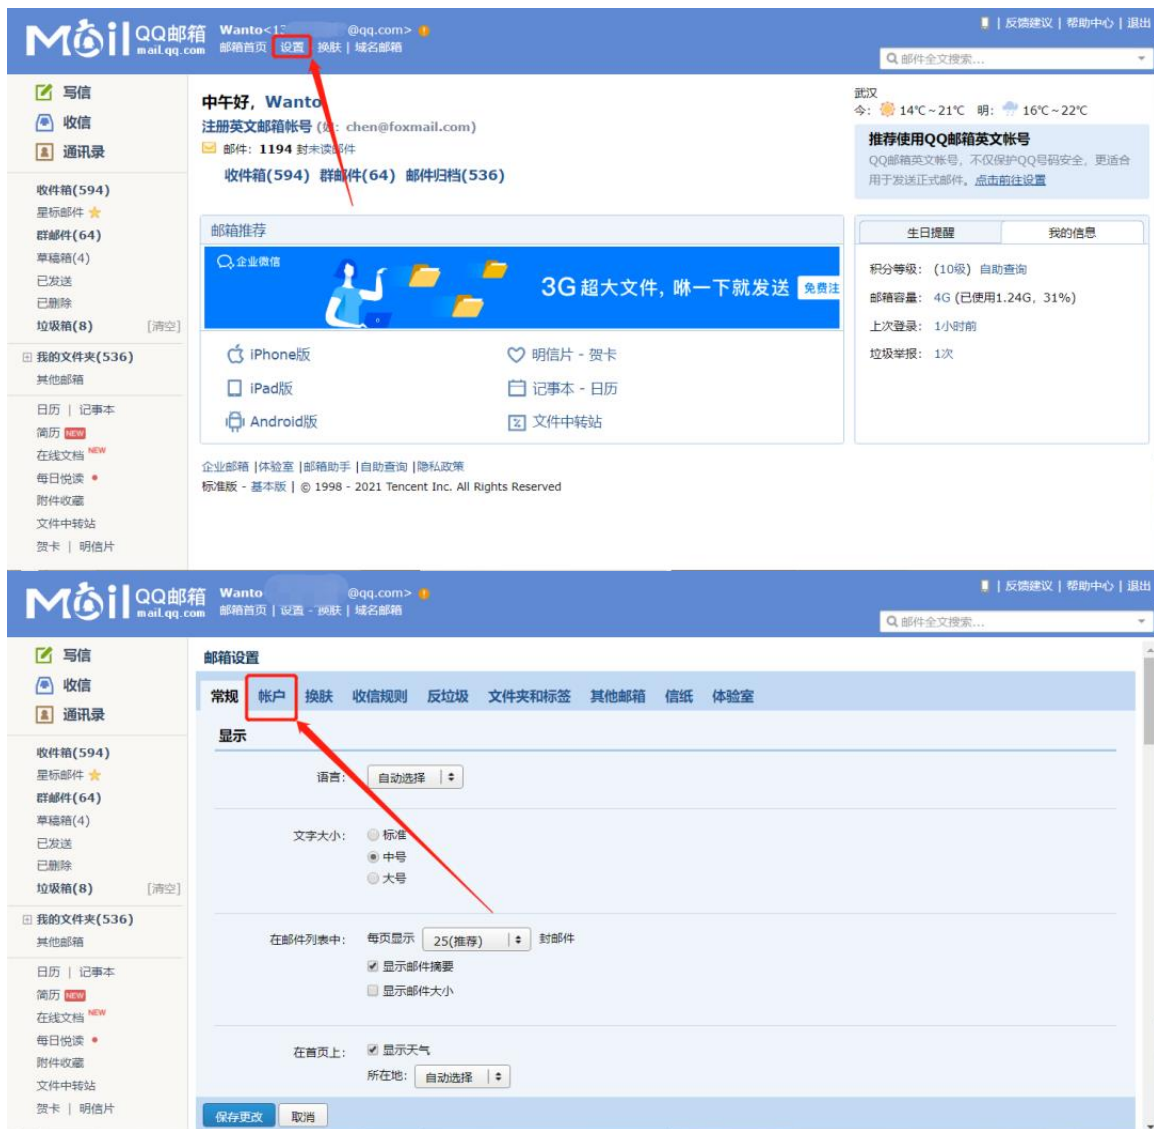 Mail QQ邮箱 mail.qq.com
Wanto<1 @qq.com>
邮箱首页 设置 换肤 | 域名邮箱
| 反馈建议 | 帮助中心 | 退出
邮件全文搜索...
写信
收信
通讯录
收件箱(594)
星标邮件
群邮件(64)
草稿箱(4)
已发送
已删除
垃圾箱(8) [清空]
我的文件夹(536)
其他邮箱
日历 | 记事本
简历 NEW
在线文档 NEW
每日悦读
附件收藏
文件中转站
贺卡 | 明信片
中午好，Wanto
注册英文邮箱帐号 (如: chen@foxmail.com)
邮件: 1194 封未读邮件
收件箱(594) 群邮件(64) 邮件归档(536)
武汉
今: 14℃~21℃ 明: 16℃~22℃
推荐使用QQ邮箱英文帐号
QQ邮箱英文帐号，不仅保护QQ号码安全，更适合
用于发送正式邮件。点击前往设置
邮箱推荐
企业微信
3G 超大文件，咻一下就发送 免费注
iPhone版
明信片 - 贺卡
iPad版
记事本 - 日历
Android版
文件中转站
生日提醒 我的信息
积分等级: (10级) 自助查询
邮箱容量: 4G (已使用1.24G, 31%)
上次登录: 1小时前
垃圾举报: 1次
企业邮箱 |体验室 |邮箱助手 |自助查询 |隐私政策
标准版 - 基本版 | © 1998 - 2021 Tencent Inc. All Rights Reserved
Mail QQ邮箱 mail.qq.com
Wanto @qq.com>
邮箱首页 | 设置 - 换肤 | 域名邮箱
| 反馈建议 | 帮助中心 | 退出
邮件全文搜索...
写信
收信
通讯录
收件箱(594)
星标邮件
群邮件(64)
草稿箱(4)
已发送
已删除
垃圾箱(8) [清空]
我的文件夹(536)
其他邮箱
日历 | 记事本
简历 NEW
在线文档 NEW
每日悦读
附件收藏
文件中转站
贺卡 | 明信片
邮箱设置
常规 帐户 换肤 收信规则 反垃圾 文件夹和标签 其他邮箱 信纸 体验室
显示
语言: 自动选择
文字大小: 标准
中号
大号
在邮件列表中: 每页显示 25(推荐) 封邮件
显示邮件摘要
显示邮件大小
在首页上: 显示天气
所在地: 自动选择
保存更改 取消